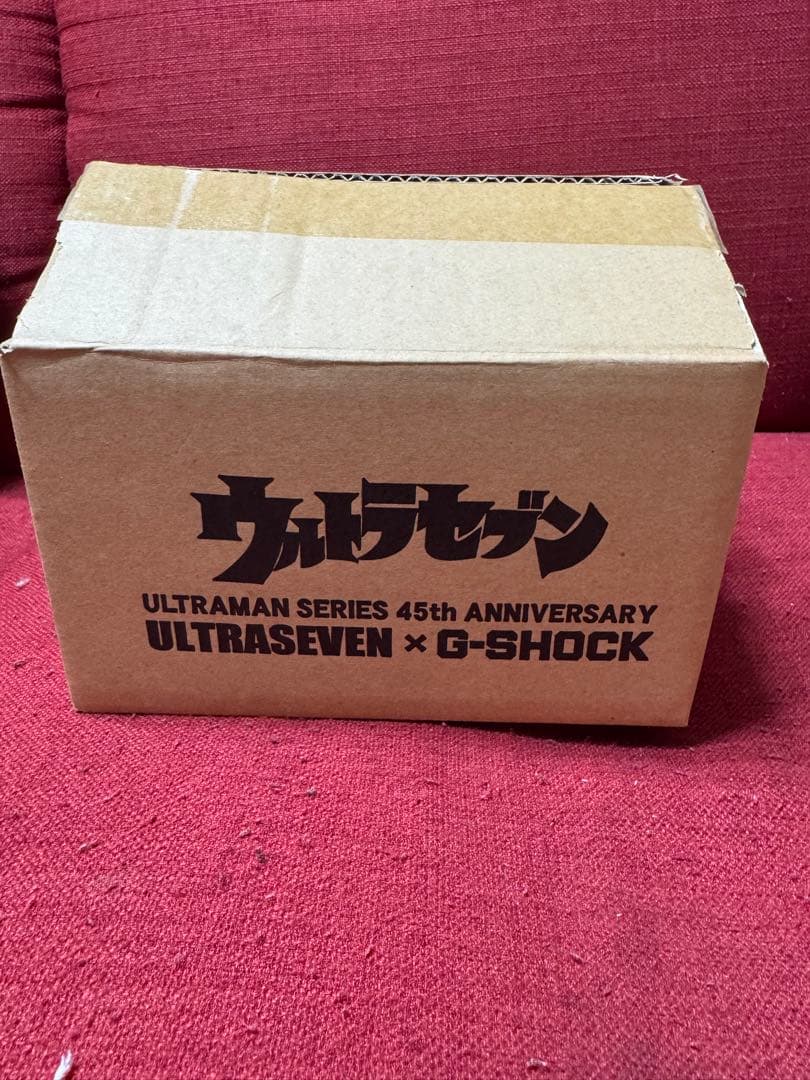 ウルトラセブン
ULTRAMAN SERIES 45th ANNIVERSARY
ULTRASEVEN × G-SHOCK